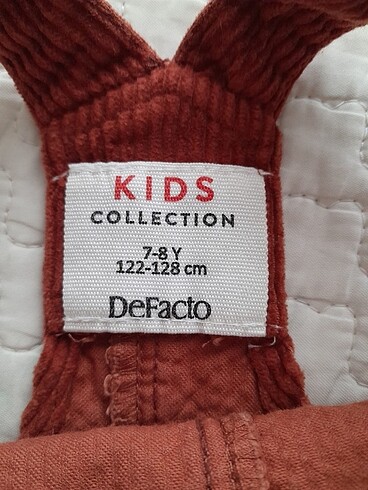 KIDS
COLLECTION
7-8 Y
122-128 cm
DeFacto